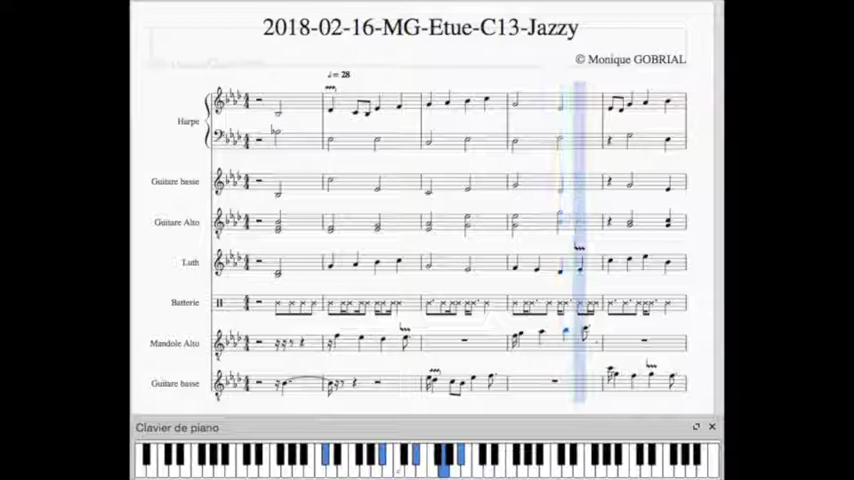 2018-02-16-MG-Etue-C13-Jazzy
© Monique GOBRIAL
♩= 28
Harpe
Guitare basse
Guitare Alto
Luth
Batterie
Mandole Alto
Guitare basse
Clavier de piano